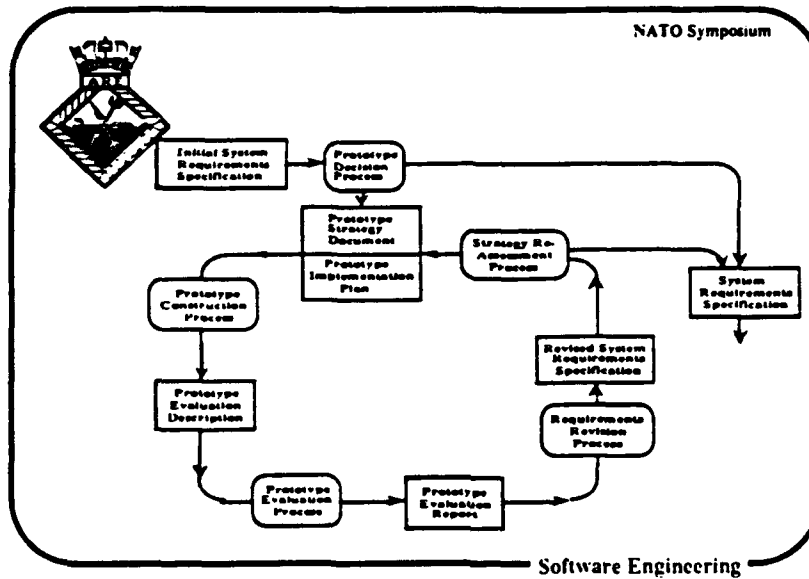 NATO Symposium
ARE
Initial System
Requirements
Specification
Prototype
Decision
Process
Prototype
Strategy
Document
Prototype
Implementation
Plan
Strategy Re-
Assessment
Process
System
Requirements
Specification
Prototype
Construction
Process
Revised System
Requirements
Specification
Prototype
Evaluation
Description
Requirements
Revision
Process
Prototype
Evaluation
Process
Prototype
Evaluation
Report
Software Engineering